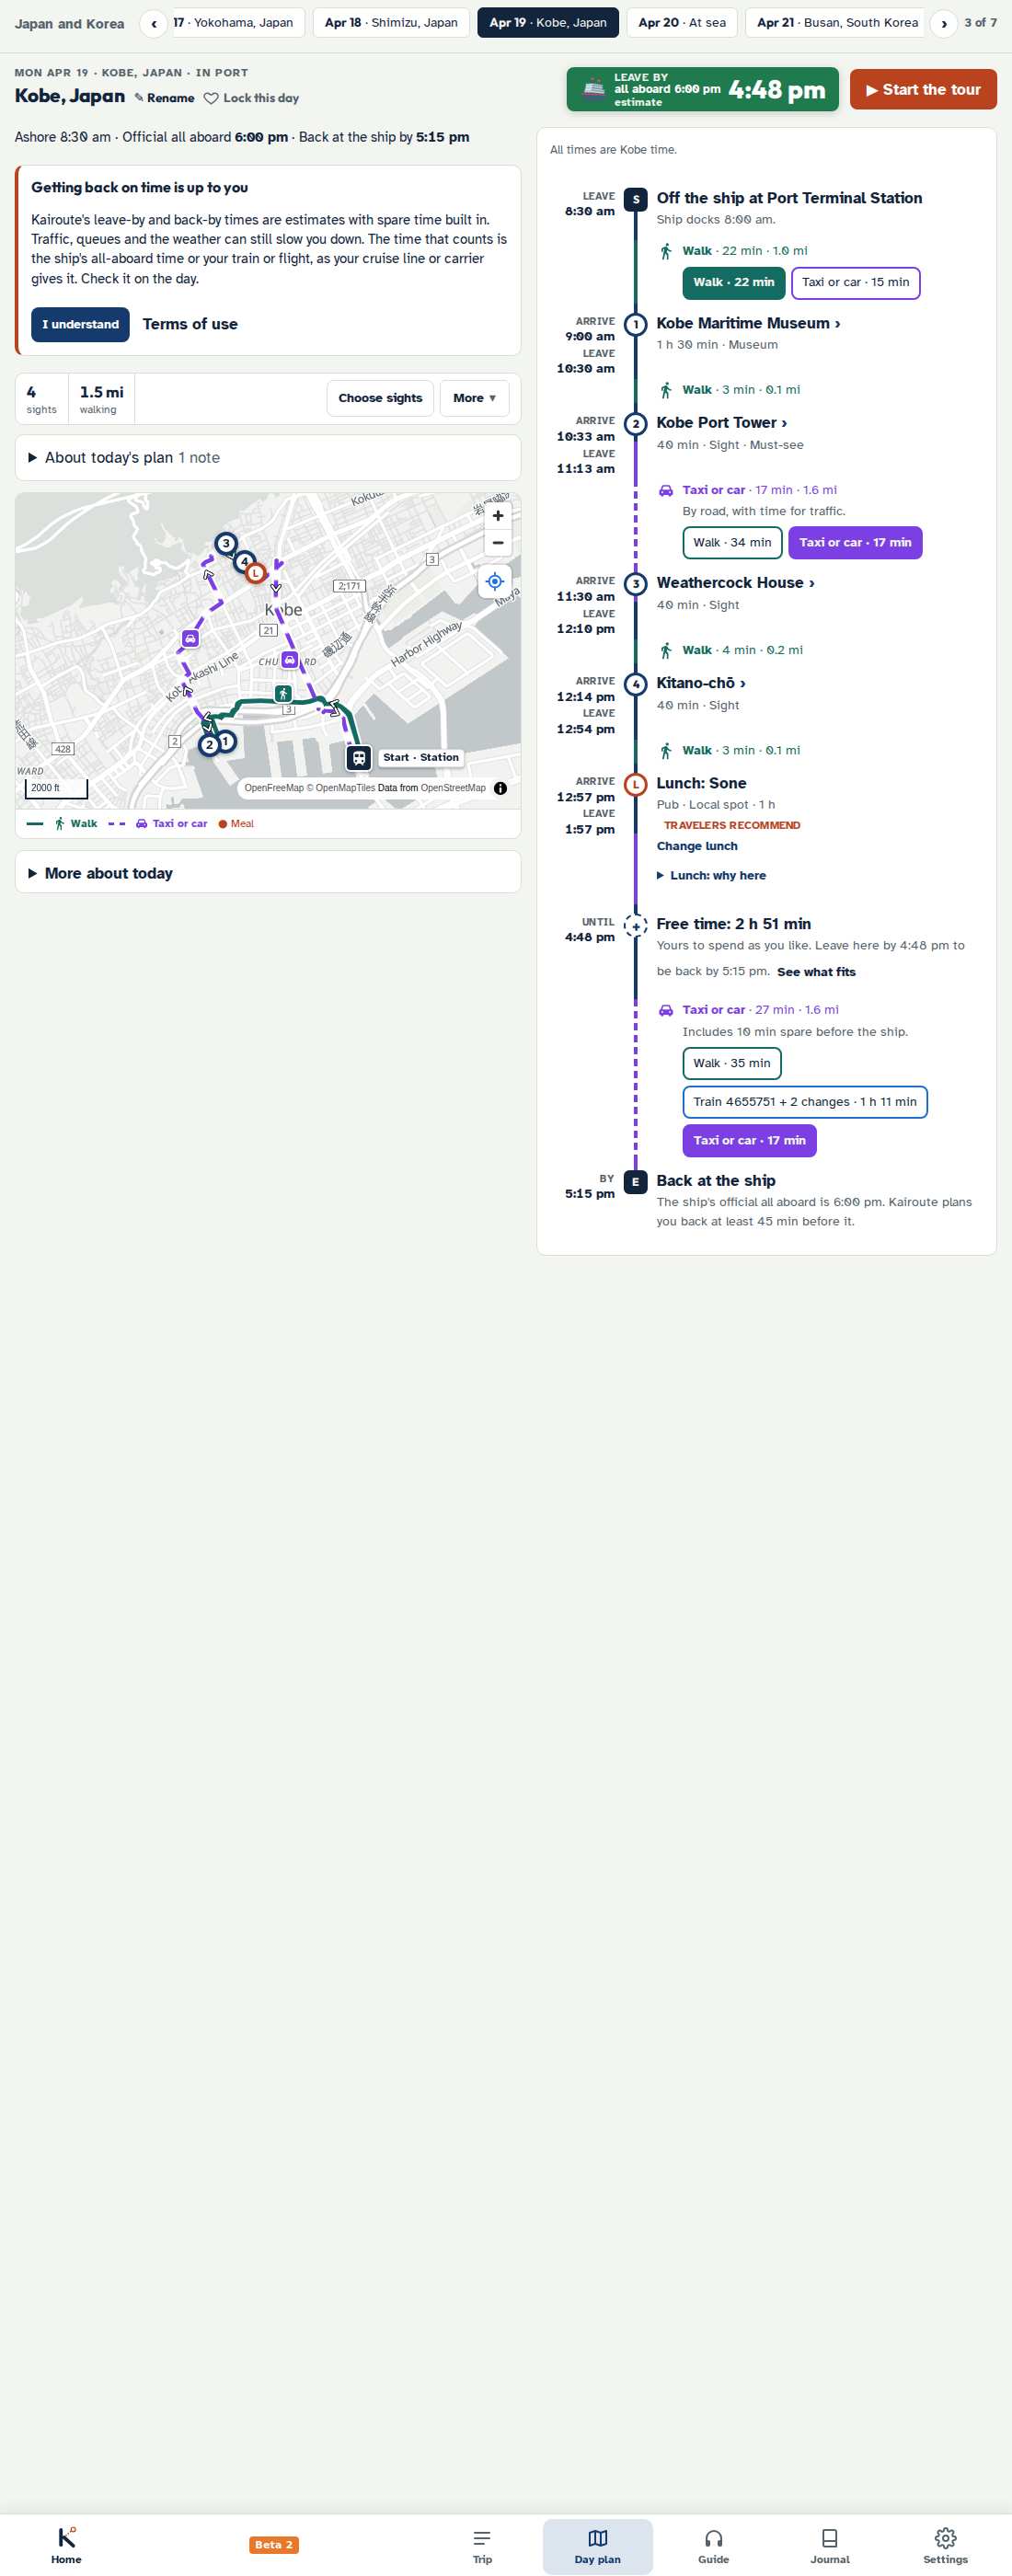 Japan and Korea
‹
17 · Yokohama, Japan
Apr 18 · Shimizu, Japan
Apr 19 · Kobe, Japan
Apr 20 · At sea
Apr 21 · Busan, South Korea
›
3 of 7
MON APR 19 · KOBE, JAPAN · IN PORT
Kobe, Japan
✎ Rename
Lock this day
LEAVE BY
all aboard 6:00 pm
estimate
4:48 pm
▶ Start the tour
Ashore 8:30 am · Official all aboard 6:00 pm · Back at the ship by 5:15 pm
Getting back on time is up to you
Kairoute's leave-by and back-by times are estimates with spare time built in.
Traffic, queues and the weather can still slow you down. The time that counts is
the ship's all-aboard time or your train or flight, as your cruise line or carrier
gives it. Check it on the day.
I understand
Terms of use
4
sights
1.5 mi
walking
Choose sights
More ▼
▶ About today's plan 1 note
3
4
L
Kobe
2;171
3
21
磯辺通
Harbor Highway
3
2
428
WARD
2
1
Start · Station
+
−
2000 ft
OpenFreeMap © OpenMapTiles Data from OpenStreetMap
Walk
Taxi or car
Meal
▶ More about today
All times are Kobe time.
LEAVE
8:30 am
S
Off the ship at Port Terminal Station
Ship docks 8:00 am.
Walk · 22 min · 1.0 mi
Walk · 22 min
Taxi or car · 15 min
ARRIVE
9:00 am
LEAVE
10:30 am
1
Kobe Maritime Museum ›
1 h 30 min · Museum
Walk · 3 min · 0.1 mi
ARRIVE
10:33 am
LEAVE
11:13 am
2
Kobe Port Tower ›
40 min · Sight · Must-see
Taxi or car · 17 min · 1.6 mi
By road, with time for traffic.
Walk · 34 min
Taxi or car · 17 min
ARRIVE
11:30 am
LEAVE
12:10 pm
3
Weathercock House ›
40 min · Sight
Walk · 4 min · 0.2 mi
ARRIVE
12:14 pm
LEAVE
12:54 pm
4
Kitano-chō ›
40 min · Sight
Walk · 3 min · 0.1 mi
ARRIVE
12:57 pm
LEAVE
1:57 pm
L
Lunch: Sone
Pub · Local spot · 1 h
TRAVELERS RECOMMEND
Change lunch
▶ Lunch: why here
UNTIL
4:48 pm
+
Free time: 2 h 51 min
Yours to spend as you like. Leave here by 4:48 pm to
be back by 5:15 pm. See what fits
Taxi or car · 27 min · 1.6 mi
Includes 10 min spare before the ship.
Walk · 35 min
Train 4655751 + 2 changes · 1 h 11 min
Taxi or car · 17 min
BY
5:15 pm
E
Back at the ship
The ship's official all aboard is 6:00 pm. Kairoute plans
you back at least 45 min before it.
Home
Beta 2
Trip
Day plan
Guide
Journal
Settings